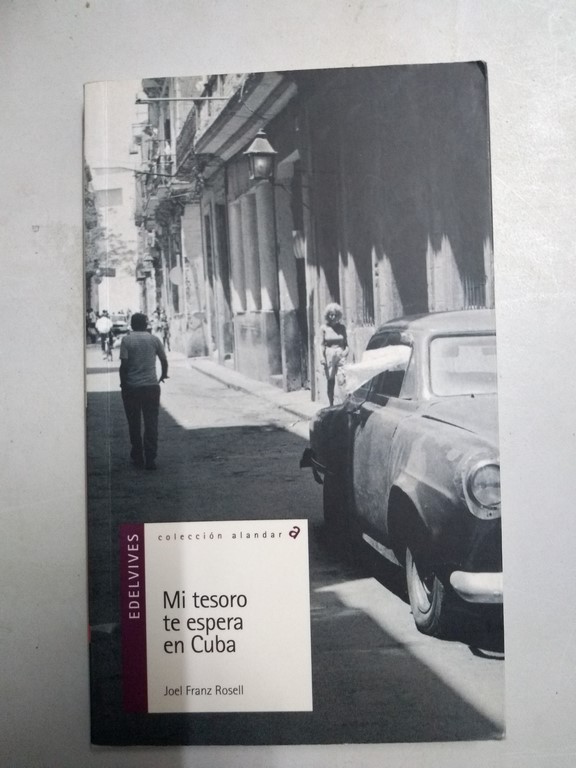 EDELVIVES
colección alandar
Mi tesoro
te espera
en Cuba
Joel Franz Rosell